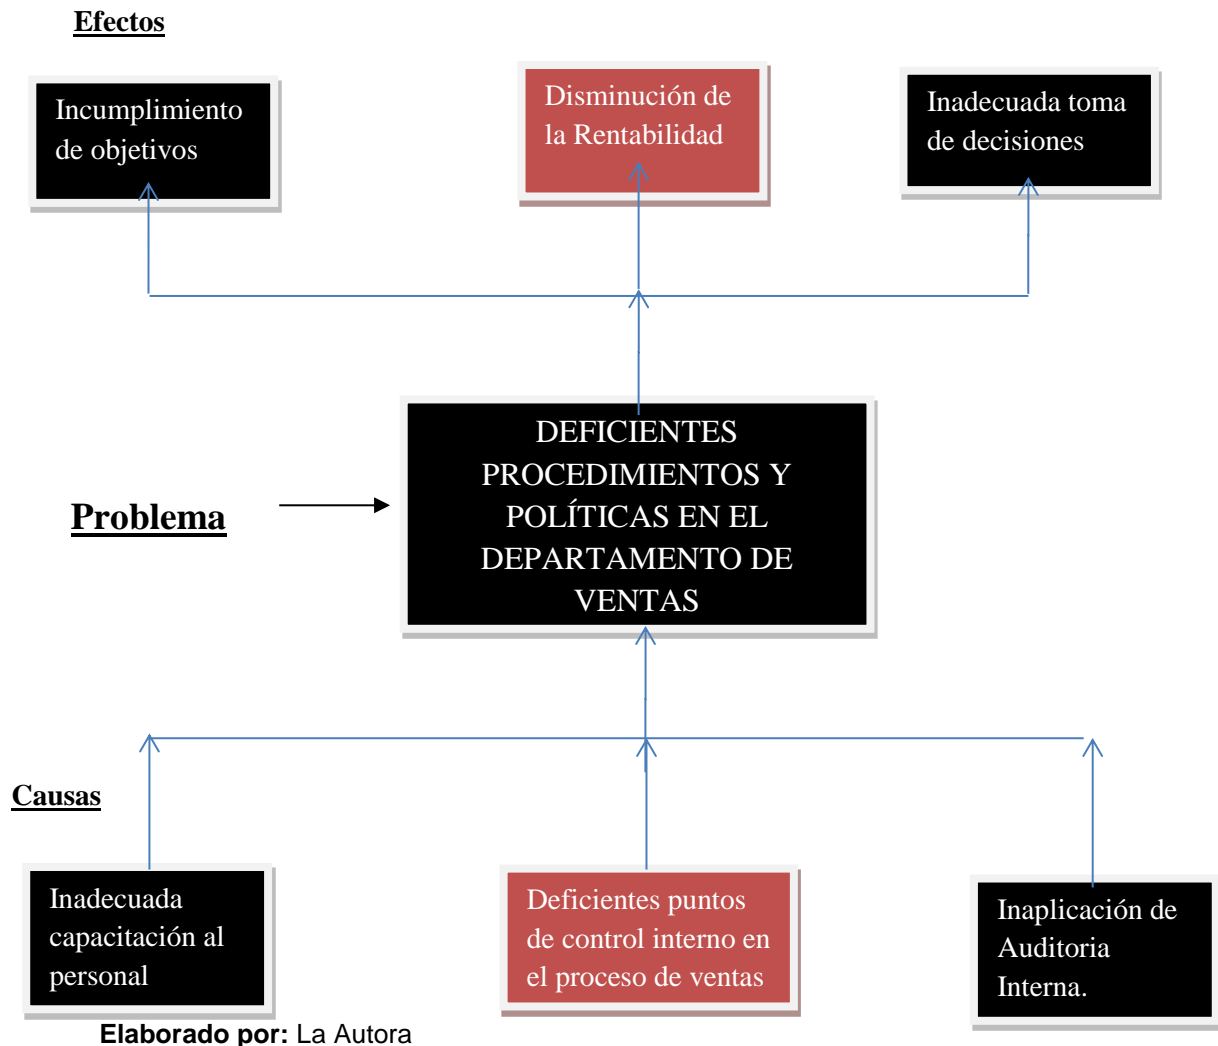 Efectos
Incumplimiento
de objetivos
Disminución de
la Rentabilidad
Inadecuada toma
de decisiones
Problema
DEFICIENTES
PROCEDIMIENTOS Y
POLÍTICAS EN EL
DEPARTAMENTO DE
VENTAS
Causas
Inadecuada
capacitación al
personal
Deficientes puntos
de control interno en
el proceso de ventas
Inaplicación de
Auditoria
Interna.
Elaborado por: La Autora